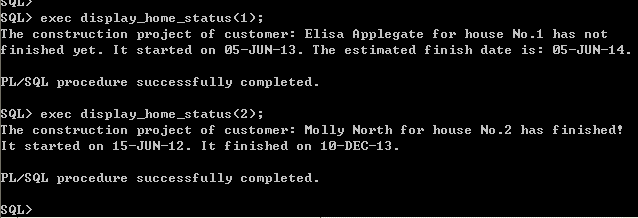 SQL>
SQL> exec display_home_status(1);
The construction project of customer: Elisa Applegate for house No.1 has not
finished yet. It started on 05-JUN-13. The estimated finish date is: 05-JUN-14.
PL/SQL procedure successfully completed.
SQL> exec display_home_status(2);
The construction project of customer: Molly North for house No.2 has finished!
It started on 15-JUN-12. It finished on 10-DEC-13.
PL/SQL procedure successfully completed.
SQL>